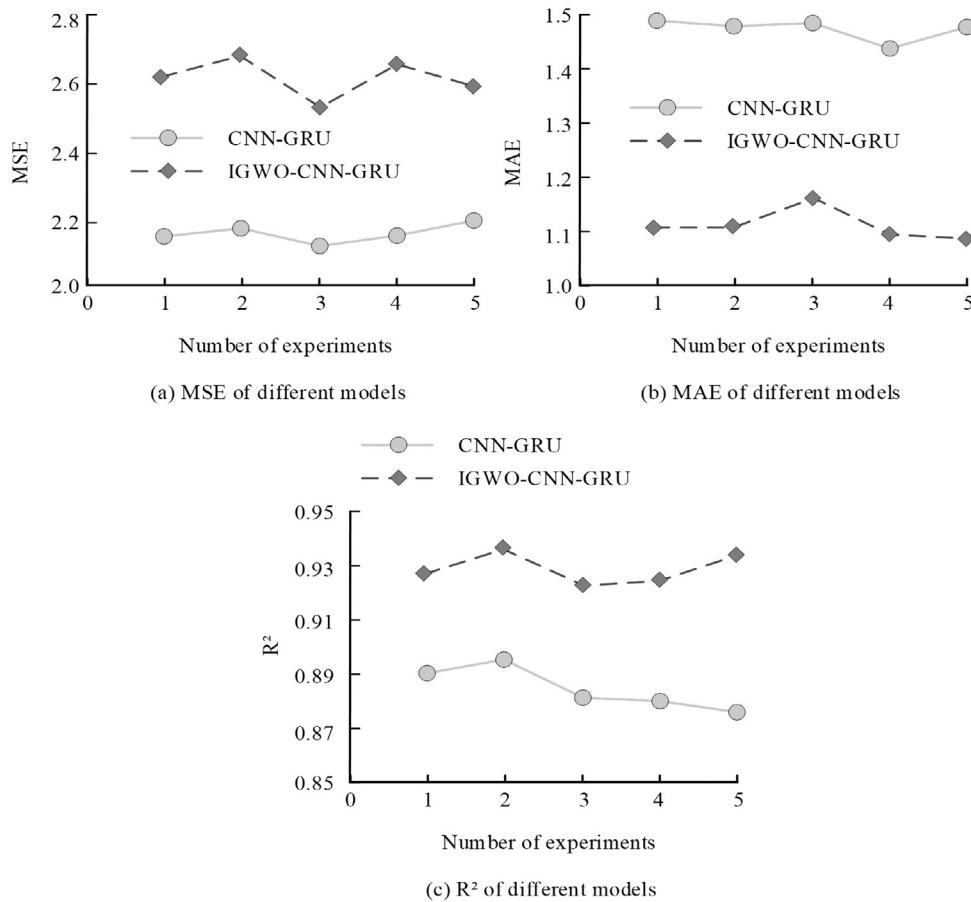 2.8
2.6
2.4
2.2
2.0
MSE
CNN-GRU
IGWO-CNN-GRU
0 1 2 3 4 5
Number of experiments
(a) MSE of different models
1.5
1.4
1.3
1.2
1.1
1.0
MAE
CNN-GRU
IGWO-CNN-GRU
0 1 2 3 4 5
Number of experiments
(b) MAE of different models
CNN-GRU
IGWO-CNN-GRU
0.95
0.93
0.91
0.89
0.87
0.85
R²
0 1 2 3 4 5
Number of experiments
(c) R² of different models